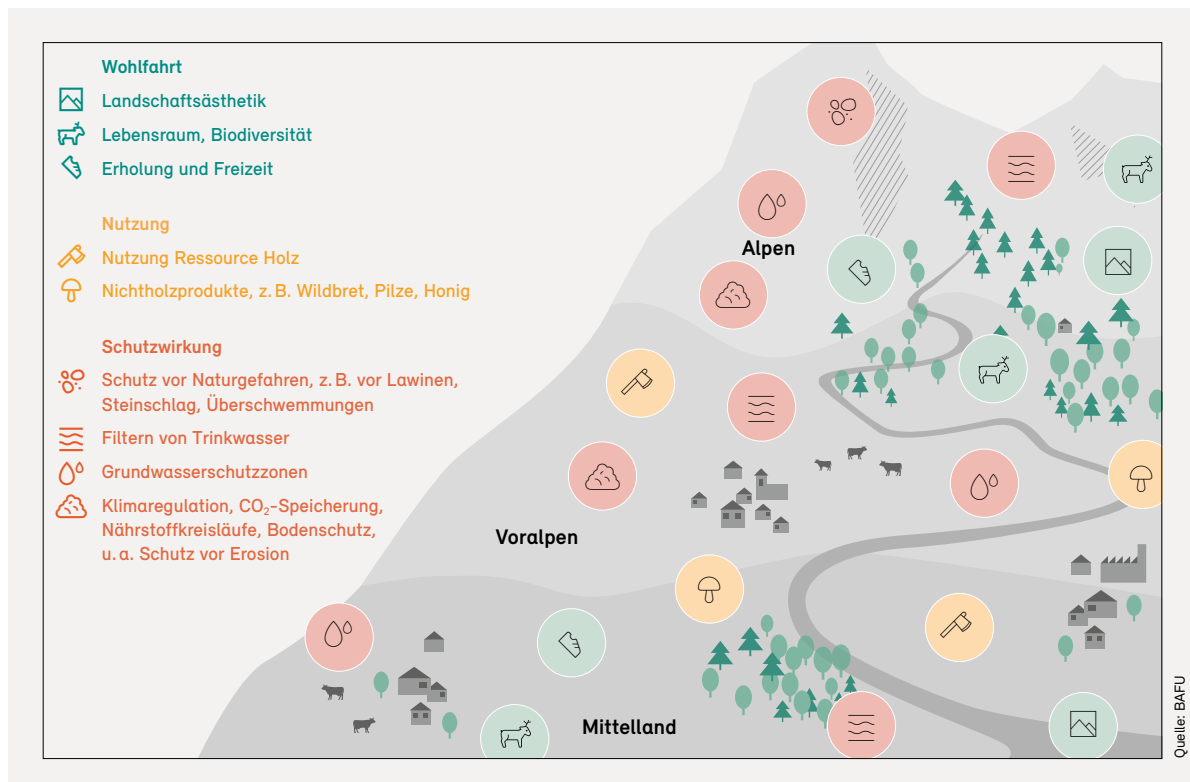 Wohlfahrt
Landschaftsästhetik
Lebensraum, Biodiversität
Erholung und Freizeit
Nutzung
Nutzung Ressource Holz
Nichtholzprodukte, z. B. Wildbret, Pilze, Honig
Schutzwirkung
Schutz vor Naturgefahren, z. B. vor Lawinen,
Steinschlag, Überschwemmungen
Filtern von Trinkwasser
Grundwasserschutzzonen
Klimaregulation, CO₂-Speicherung,
Nährstoffkreisläufe, Bodenschutz,
u. a. Schutz vor Erosion
Alpen
Voralpen
Mittelland
Quelle: BAFU